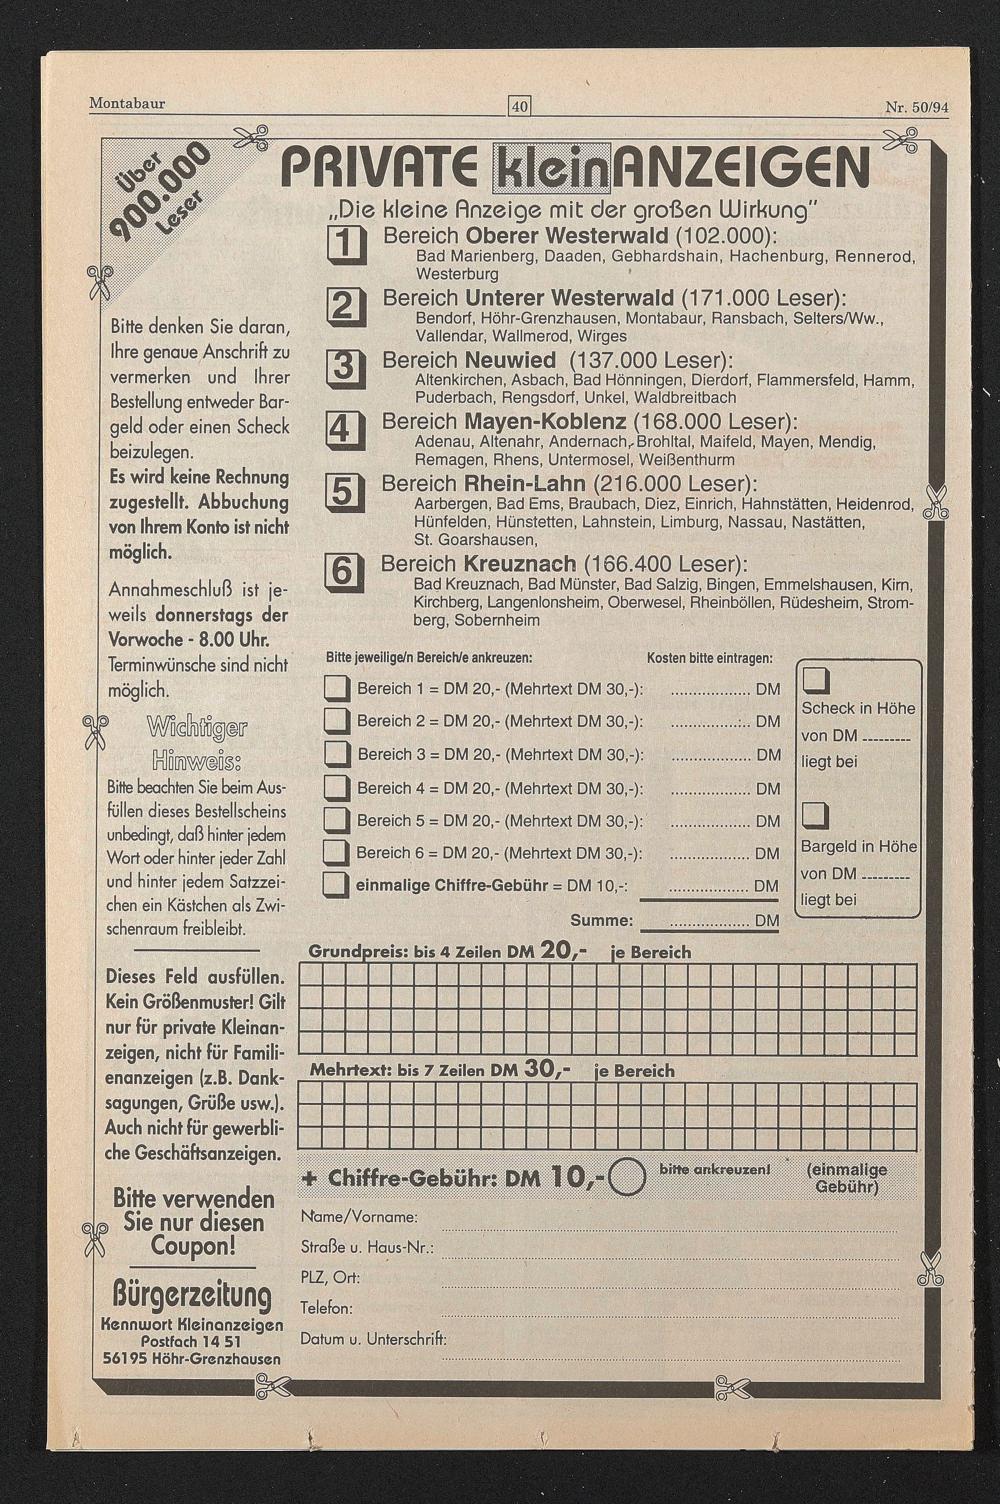 Montabaur
40
Nr. 50/94
Über
900.000
Leser
PRIVATE kleinANZEIGEN
„Die kleine Anzeige mit der großen Wirkung"
1 Bereich Oberer Westerwald (102.000):
Bad Marienberg, Daaden, Gebhardshain, Hachenburg, Rennerod,
Westerburg
2 Bereich Unterer Westerwald (171.000 Leser):
Bendorf, Höhr-Grenzhausen, Montabaur, Ransbach, Selters/Ww.,
Vallendar, Wallmerod, Wirges
3 Bereich Neuwied (137.000 Leser):
Altenkirchen, Asbach, Bad Hönningen, Dierdorf, Flammersfeld, Hamm,
Puderbach, Rengsdorf, Unkel, Waldbreitbach
4 Bereich Mayen-Koblenz (168.000 Leser):
Adenau, Altenahr, Andernach, Brohltal, Maifeld, Mayen, Mendig,
Remagen, Rhens, Untermosel, Weißenthurm
5 Bereich Rhein-Lahn (216.000 Leser):
Aarbergen, Bad Ems, Braubach, Diez, Einrich, Hahnstätten, Heidenrod,
Hünfelden, Hünstetten, Lahnstein, Limburg, Nassau, Nastätten,
St. Goarshausen,
6 Bereich Kreuznach (166.400 Leser):
Bad Kreuznach, Bad Münster, Bad Salzig, Bingen, Emmelshausen, Kirn,
Kirchberg, Langenlonsheim, Oberwesel, Rheinböllen, Rüdesheim, Strom-
berg, Sobernheim
Bitte denken Sie daran,
Ihre genaue Anschrift zu
vermerken und Ihrer
Bestellung entweder Bar-
geld oder einen Scheck
beizulegen.
Es wird keine Rechnung
zugestellt. Abbuchung
von Ihrem Konto ist nicht
möglich.
Annahmeschluß ist je-
weils donnerstags der
Vorwoche - 8.00 Uhr.
Terminwünsche sind nicht
möglich.
Wichtiger
Hinweis:
Bitte beachten Sie beim Aus-
füllen dieses Bestellscheins
unbedingt, daß hinter jedem
Wort oder hinter jeder Zahl
und hinter jedem Satzzei-
chen ein Kästchen als Zwi-
schenraum freibleibt.
Dieses Feld ausfüllen.
Kein Größenmuster! Gilt
nur für private Kleinan-
zeigen, nicht für Famili-
enanzeigen (z.B. Dank-
sagungen, Grüße usw.).
Auch nicht für gewerbli-
che Geschäftsanzeigen.
Bitte verwenden
Sie nur diesen
Coupon!
Bürgerzeitung
Kennwort Kleinanzeigen
Postfach 14 51
56195 Höhr-Grenzhausen
Bitte jeweilige/n Bereich/e ankreuzen: Kosten bitte eintragen:
Bereich 1 = DM 20,- (Mehrtext DM 30,-): .................. DM
Bereich 2 = DM 20,- (Mehrtext DM 30,-): .................. DM
Bereich 3 = DM 20,- (Mehrtext DM 30,-): .................. DM
Bereich 4 = DM 20,- (Mehrtext DM 30,-): .................. DM
Bereich 5 = DM 20,- (Mehrtext DM 30,-): .................. DM
Bereich 6 = DM 20,- (Mehrtext DM 30,-): .................. DM
einmalige Chiffre-Gebühr = DM 10,-: .................. DM
Summe: .................. DM
Scheck in Höhe
von DM ---------
liegt bei
Bargeld in Höhe
von DM ---------
liegt bei
Grundpreis: bis 4 Zeilen DM 20,- je Bereich
Mehrtext: bis 7 Zeilen DM 30,- je Bereich
+ Chiffre-Gebühr: DM 10,- bitte ankreuzen! (einmalige
Gebühr)
Name/Vorname:
Straße u. Haus-Nr.:
PLZ, Ort:
Telefon:
Datum u. Unterschrift: